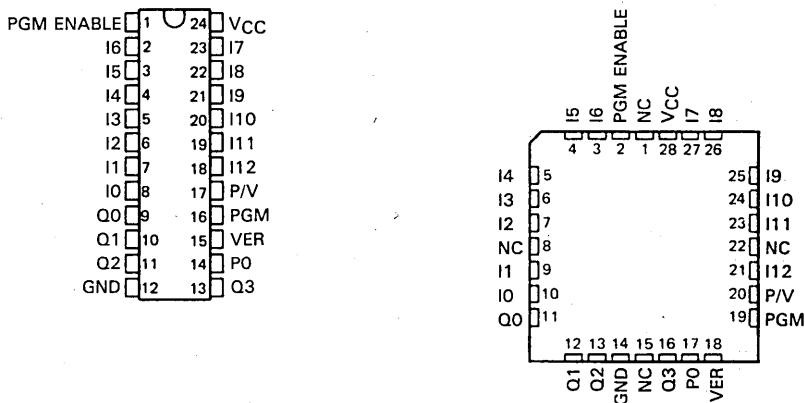 PGM ENABLE 1 24 VCC
I6 2 23 I7
I5 3 22 I8
I4 4 21 I9
I3 5 20 I10
I2 6 19 I11
I1 7 18 I12
I0 8 17 P/V
Q0 9 16 PGM
Q1 10 15 VER
Q2 11 14 P0
GND 12 13 Q3
I5 I6 PGM ENABLE NC VCC I7 I8
4 3 2 1 28 27 26
I4 5 25 I9
I3 6 24 I10
I2 7 23 I11
NC 8 22 NC
I1 9 21 I12
I0 10 20 P/V
Q0 11 19 PGM
12 13 14 15 16 17 18
Q1 Q2 GND NC Q3 P0 VER